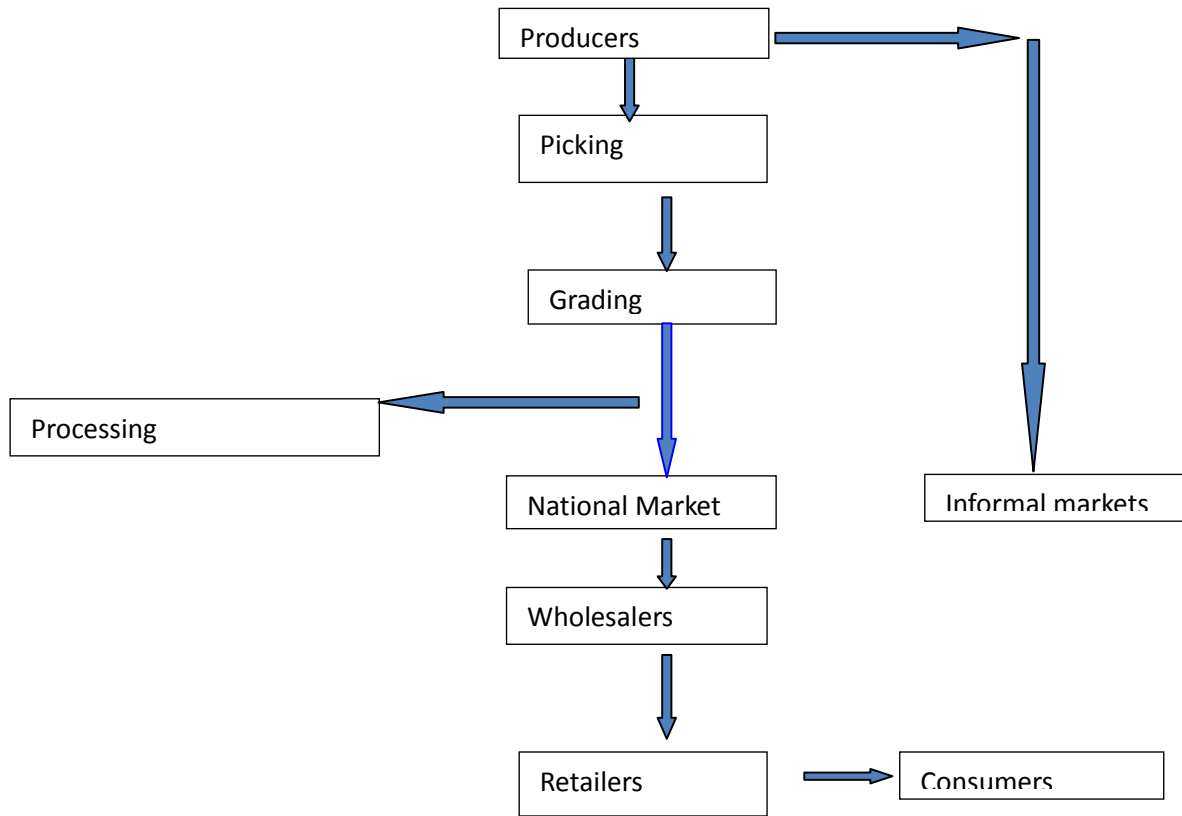 Producers
Picking
Grading
Processing
National Market
Informal markets
Wholesalers
Retailers
Consumers